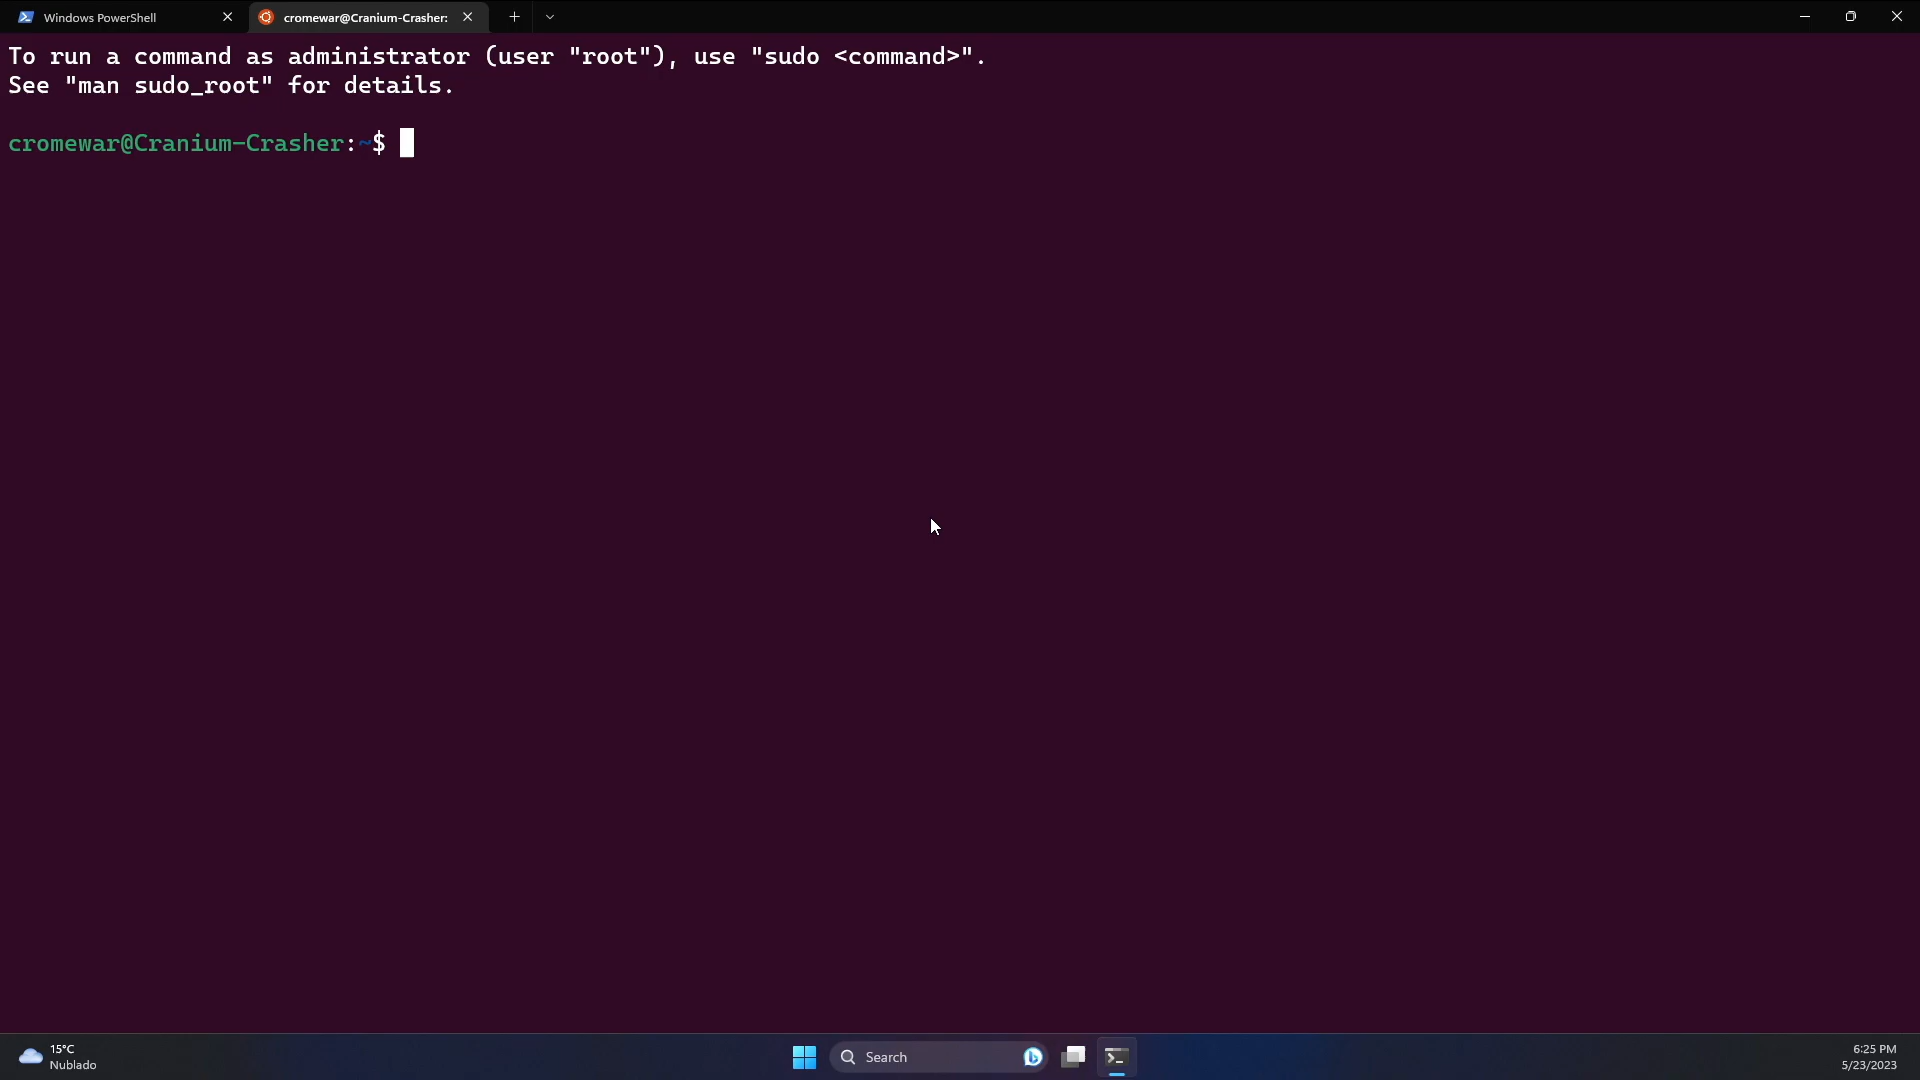 Windows PowerShell
cromewar@Cranium-Crasher:
To run a command as administrator (user "root"), use "sudo <command>".
See "man sudo_root" for details.
cromewar@Cranium-Crasher:~$
15°C
Nublado
Search
6:25 PM
5/23/2023